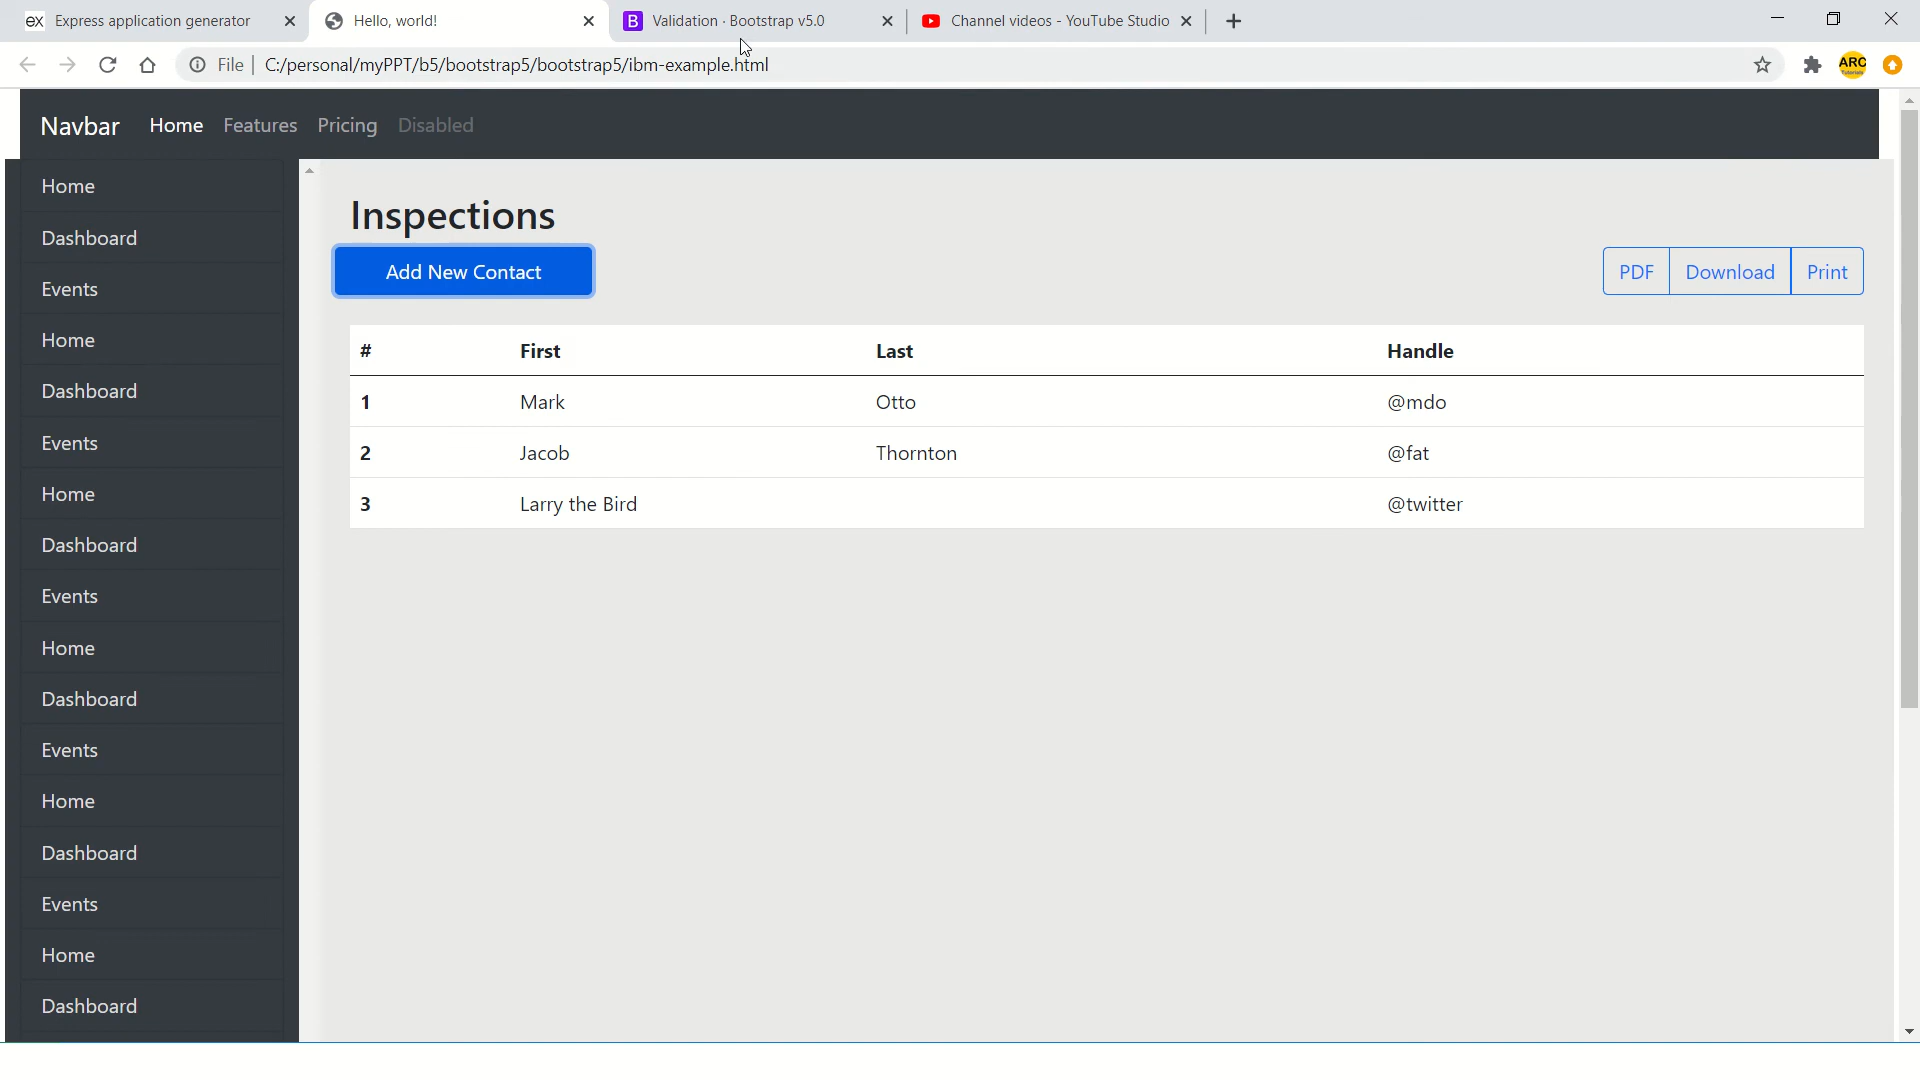 ex Express application generator
Hello, world!
B Validation · Bootstrap v5.0
Channel videos - YouTube Studio
File C:/personal/myPPT/b5/bootstrap5/bootstrap5/ibm-example.html
ARC
Tutorials
Navbar Home Features Pricing Disabled
Home
Dashboard
Events
Home
Dashboard
Events
Home
Dashboard
Events
Home
Dashboard
Events
Home
Dashboard
Events
Home
Dashboard
Inspections
Add New Contact
PDF Download Print
# First Last Handle
1 Mark Otto @mdo
2 Jacob Thornton @fat
3 Larry the Bird @twitter